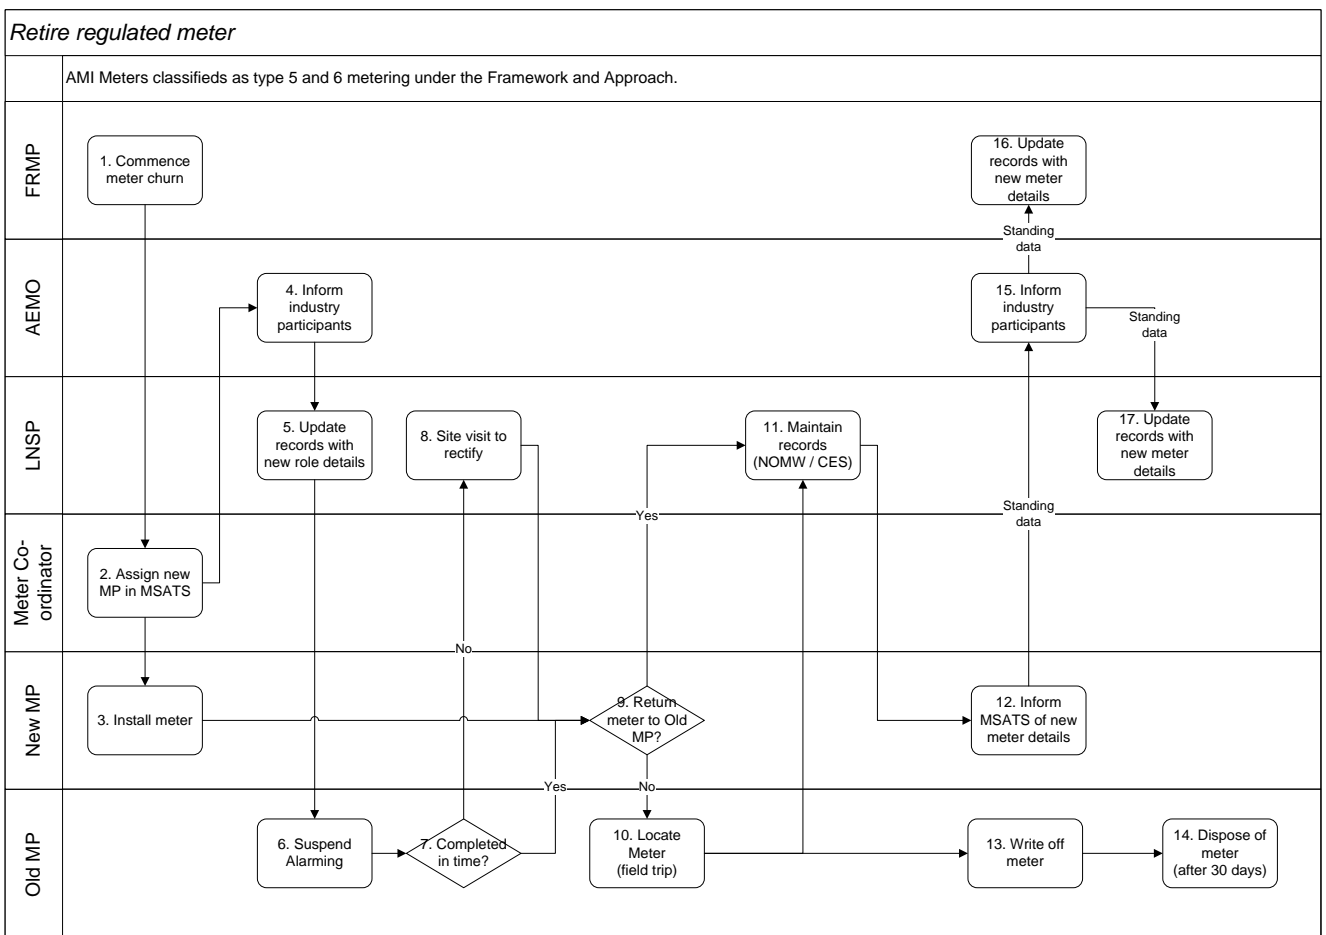 Retire regulated meter
AMI Meters classifieds as type 5 and 6 metering under the Framework and Approach.
FRMP
1. Commence
meter churn
16. Update
records with
new meter
details
Standing
data
AEMO
4. Inform
industry
participants
15. Inform
industry
participants
Standing
data
LNSP
5. Update
records with
new role details
8. Site visit to
rectify
11. Maintain
records
(NOMW / CES)
17. Update
records with
new meter
details
Yes
Standing
data
Meter Co-
ordinator
2. Assign new
MP in MSATS
No
New MP
3. Install meter
9. Return
meter to Old
MP?
12. Inform
MSATS of new
meter details
Yes
No
Old MP
6. Suspend
Alarming
7. Completed
in time?
10. Locate
Meter
(field trip)
13. Write off
meter
14. Dispose of
meter
(after 30 days)